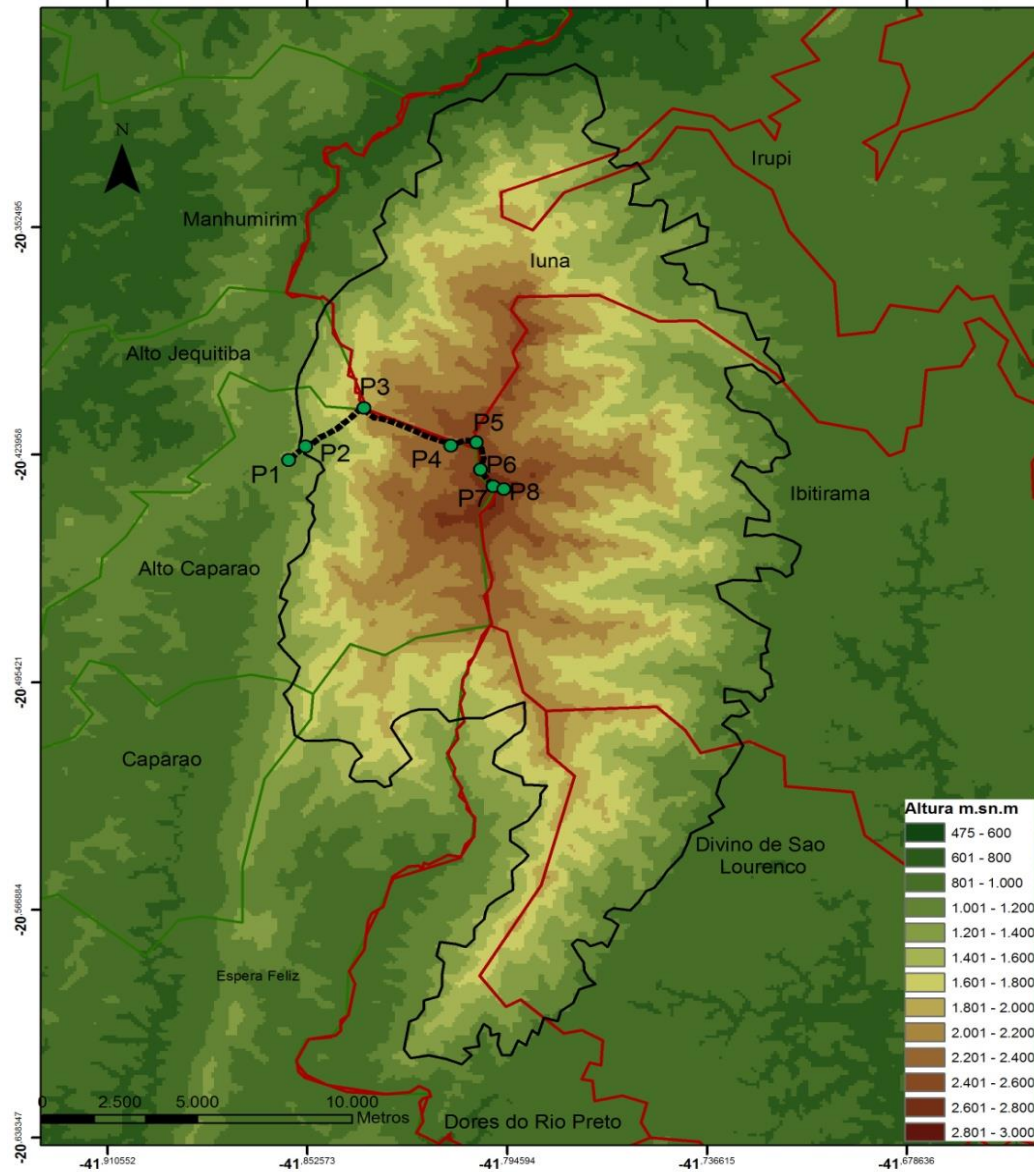 N
Irupi
Manhumirim
-20.352495
Iuna
Alto Jequitiba
P3
P5
P2
P4
-20.423958
P1
P6
P7
P8
Ibitirama
Alto Caparao
-20.495421
Caparao
Altura m.sn.m
475 - 600
601 - 800
801 - 1.000
1.001 - 1.200
1.201 - 1.400
1.401 - 1.600
1.601 - 1.800
1.801 - 2.000
2.001 - 2.200
2.201 - 2.400
2.401 - 2.600
2.601 - 2.800
2.801 - 3.000
Divino de Sao
Lourenco
-20.566884
Espera Feliz
0 2.500 5.000 10.000
Metros
Dores do Rio Preto
-20.638347
-41.910552 -41.852573 -41.794594 -41.736615 -41.678636